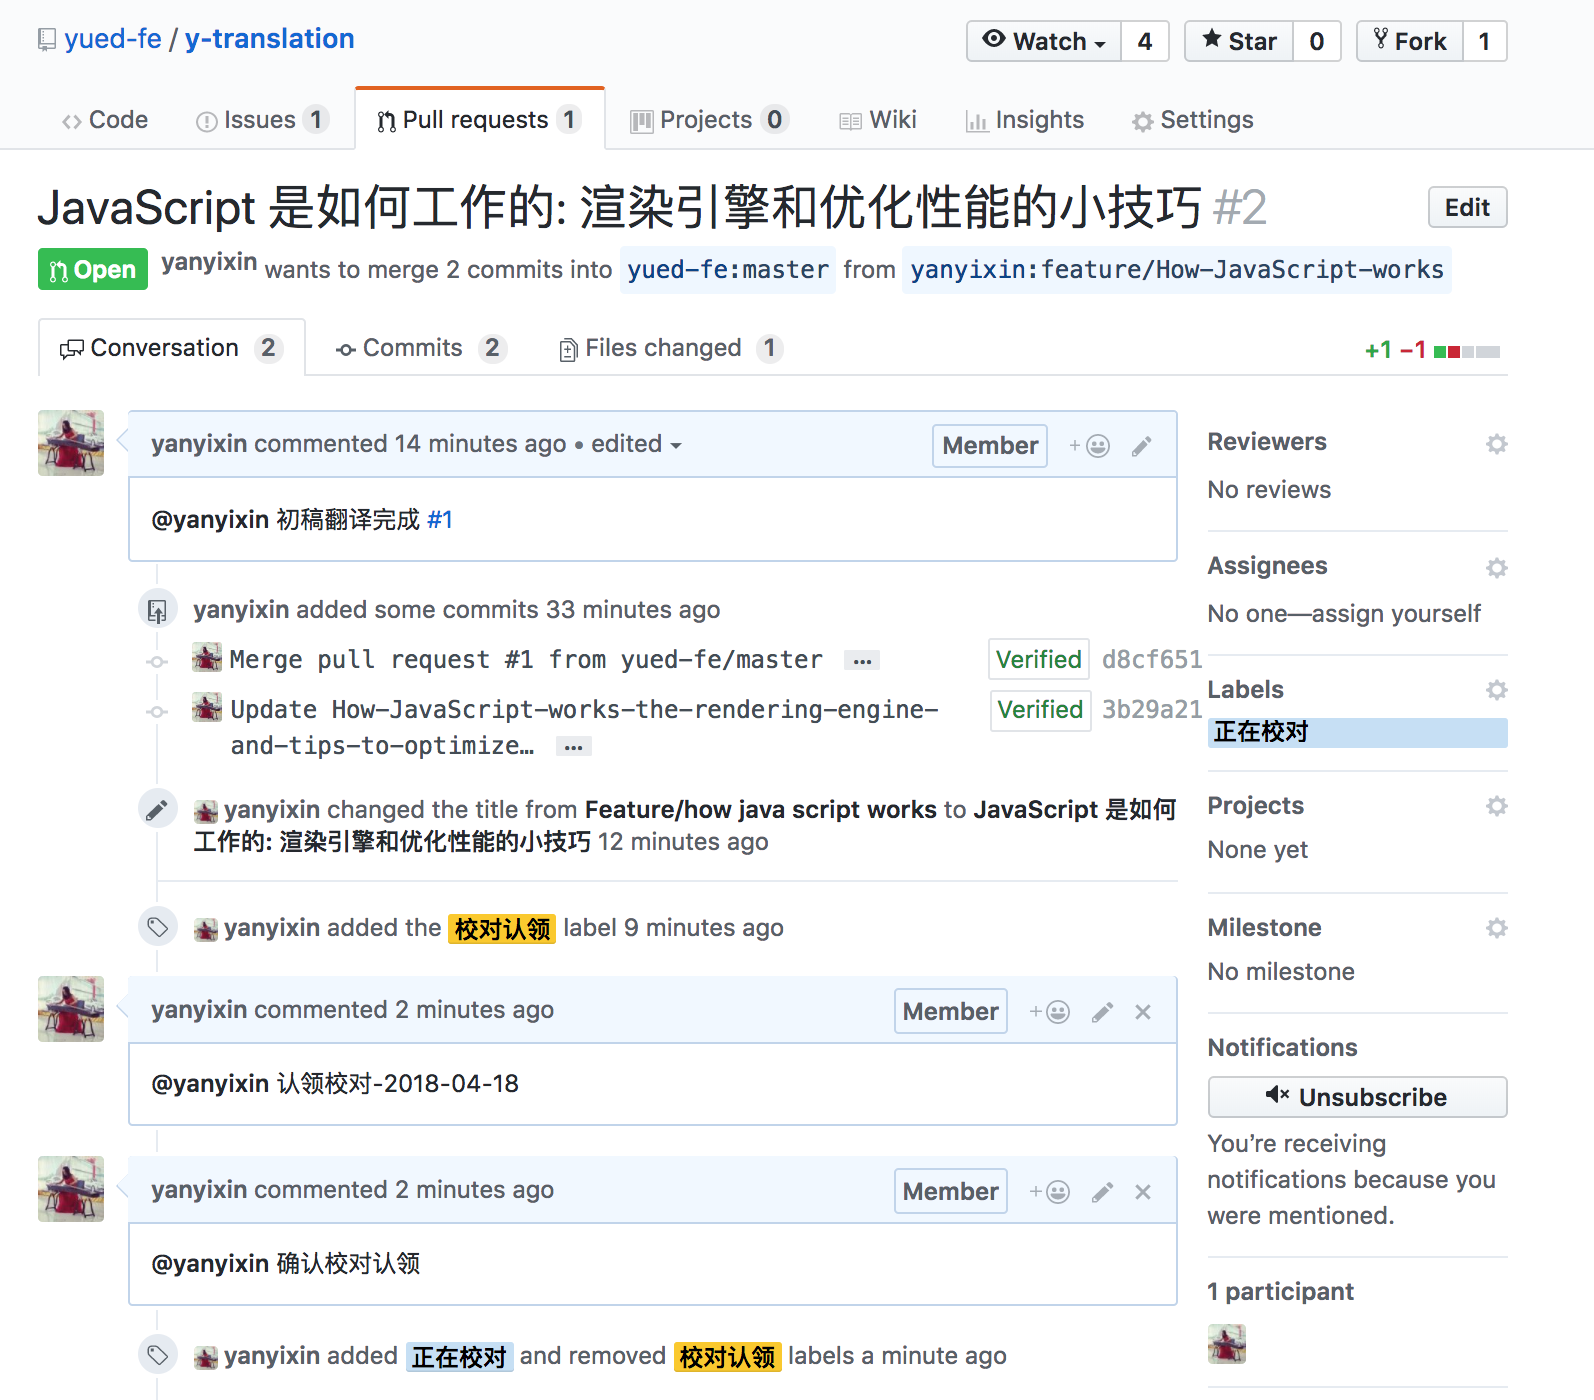 yued-fe / y-translation
Watch 4
Star 0
Fork 1
Code
Issues 1
Pull requests 1
Projects 0
Wiki
Insights
Settings
JavaScript 是如何工作的: 渲染引擎和优化性能的小技巧 #2
Edit
Open
yanyixin wants to merge 2 commits into yued-fe:master from yanyixin:feature/How-JavaScript-works
Conversation 2
Commits 2
Files changed 1
+1 −1
yanyixin commented 14 minutes ago • edited
Member
@yanyixin 初稿翻译完成 #1
yanyixin added some commits 33 minutes ago
Merge pull request #1 from yued-fe/master …
Verified d8cf651
Update How-JavaScript-works-the-rendering-engine-
and-tips-to-optimize… …
Verified 3b29a21
yanyixin changed the title from Feature/how java script works to JavaScript 是如何
工作的: 渲染引擎和优化性能的小技巧 12 minutes ago
yanyixin added the 校对认领 label 9 minutes ago
yanyixin commented 2 minutes ago
Member
@yanyixin 认领校对-2018-04-18
yanyixin commented 2 minutes ago
Member
@yanyixin 确认校对认领
yanyixin added 正在校对 and removed 校对认领 labels a minute ago
Reviewers
No reviews
Assignees
No one—assign yourself
Labels
正在校对
Projects
None yet
Milestone
No milestone
Notifications
Unsubscribe
You’re receiving
notifications because you
were mentioned.
1 participant